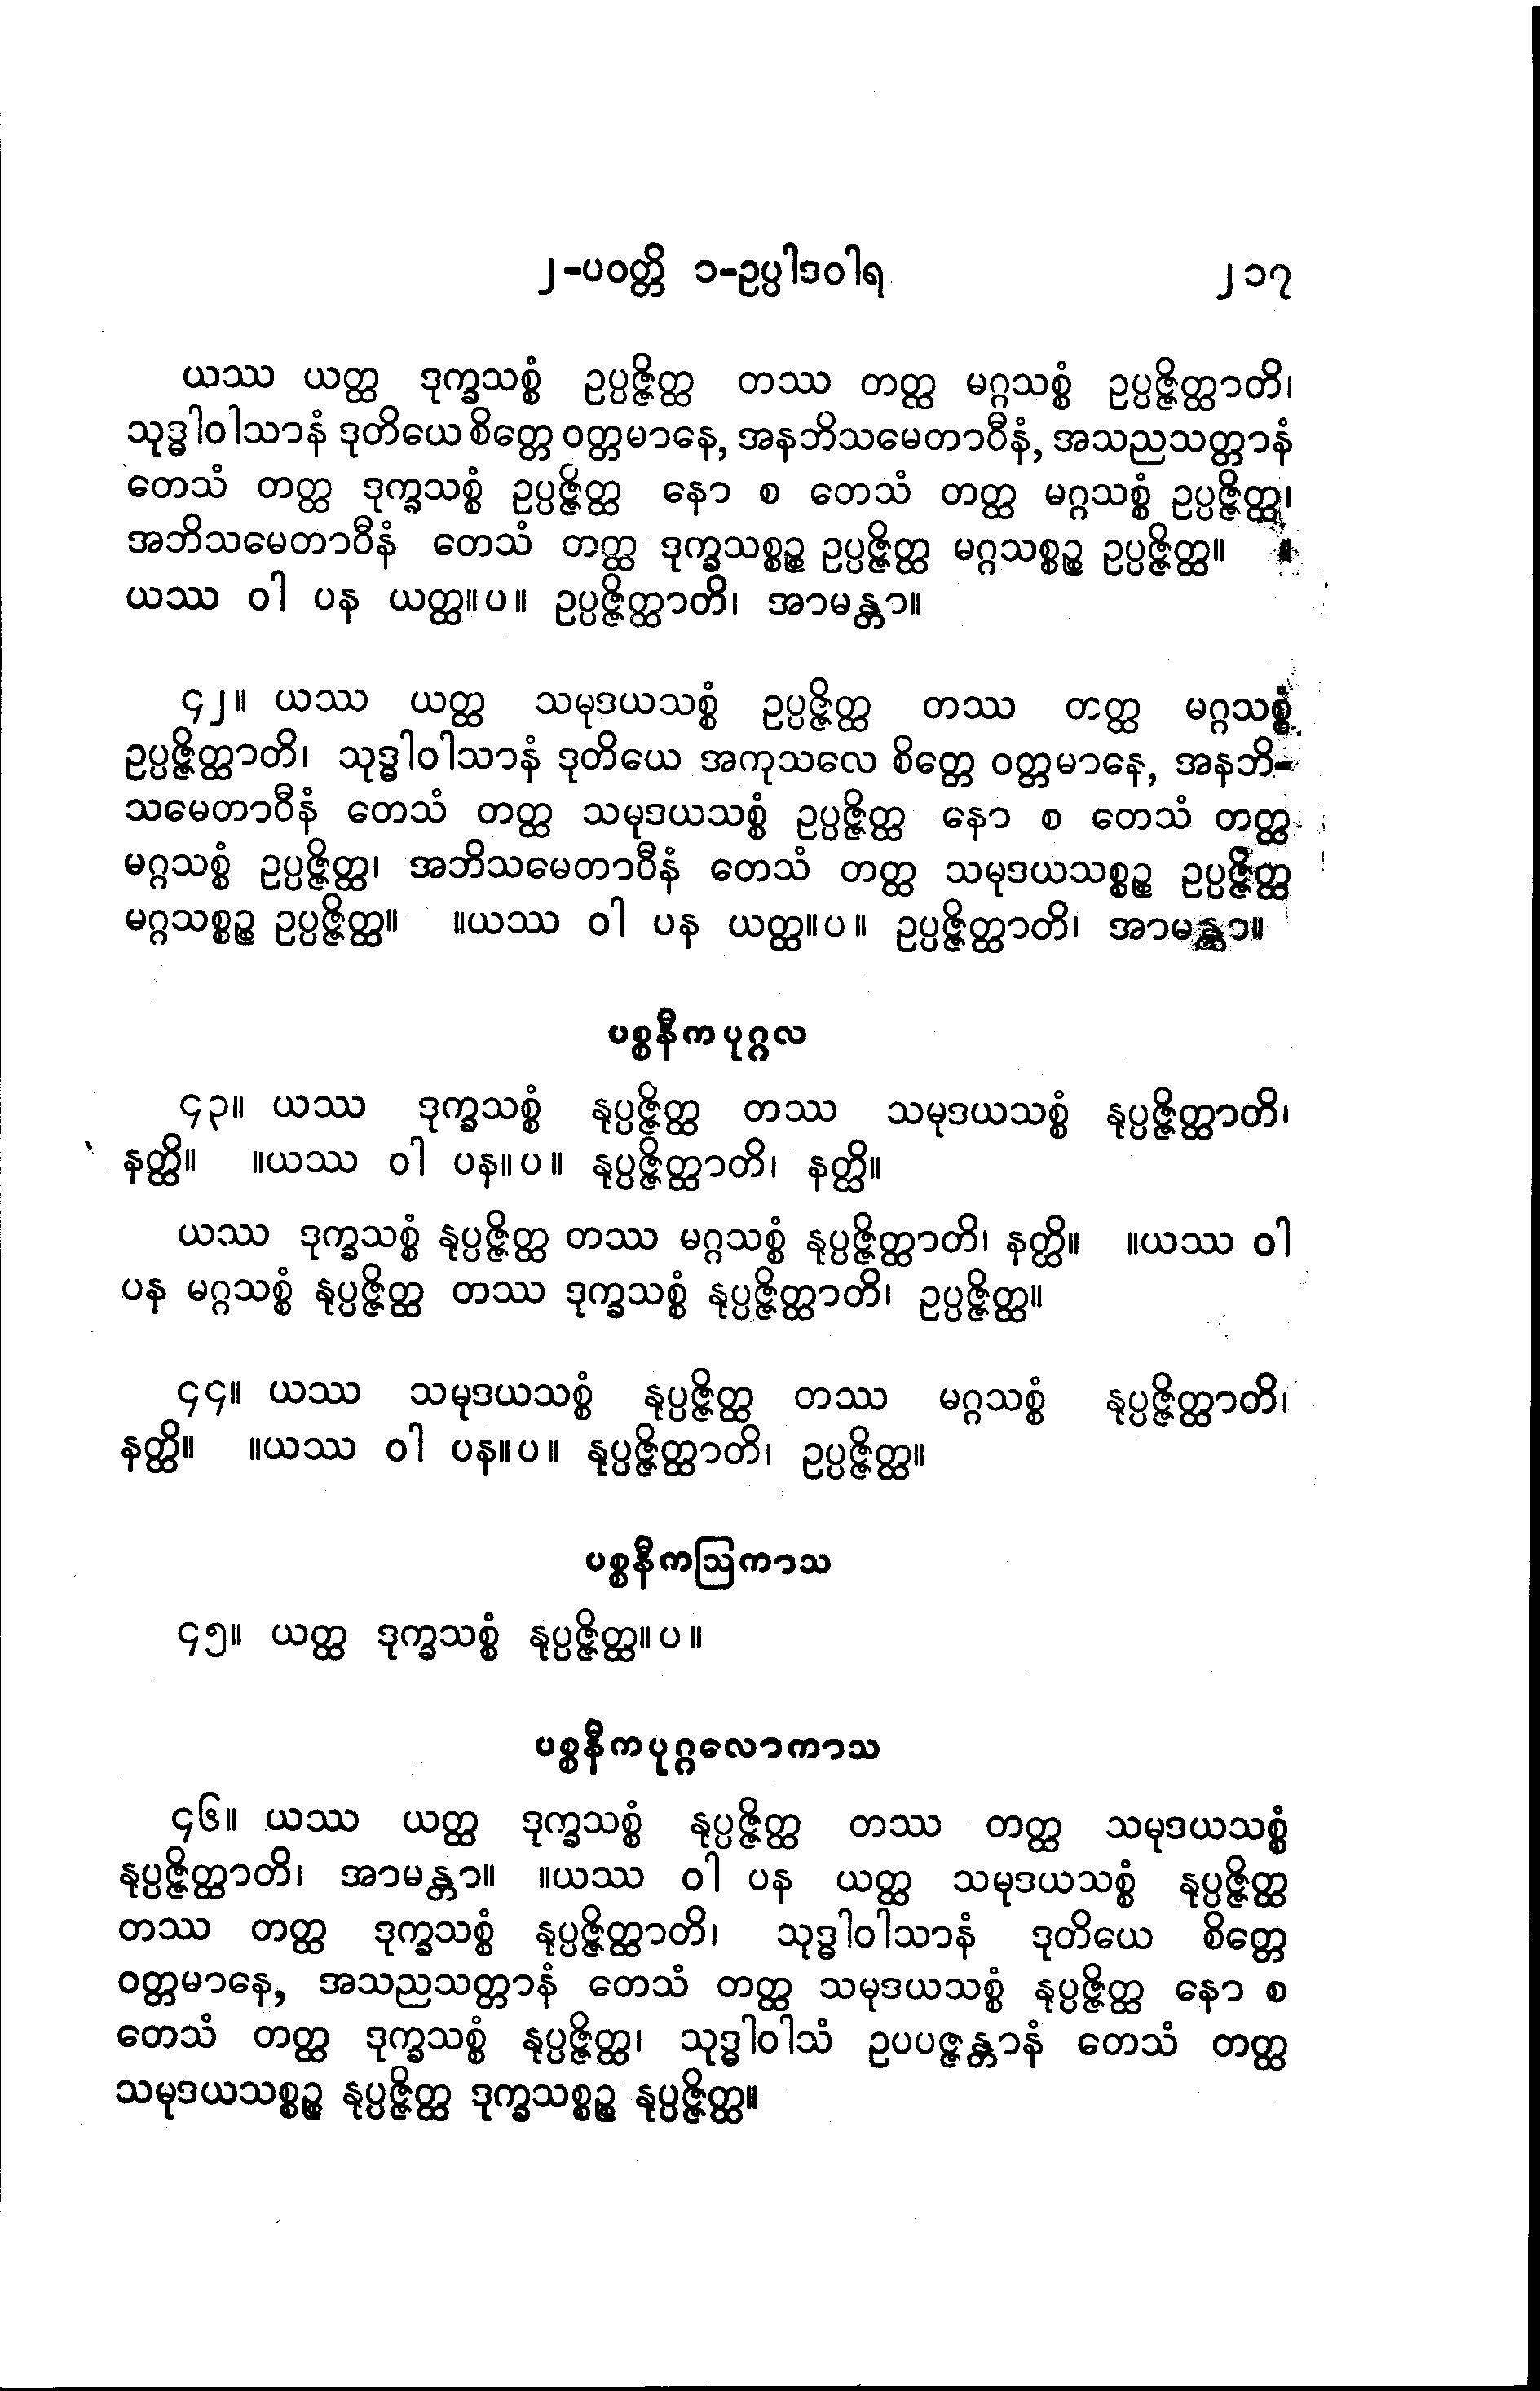 ၂-ပဝတ္တိ ၁-ဥပ္ပါဒဝါရ ၂၁၇
ယဿ ယတ္ထ ဒုက္ခသစ္စံ ဥပ္ပဇ္ဇိတ္ထ တဿ တတ္ထ မဂ္ဂသစ္စံ ဥပ္ပဇ္ဇိတ္ထာတိ၊
သုဒ္ဓါဝါသာနံ ဒုတိယေ စိတ္တေ ဝတ္တမာနေ, အနဘိသမေတာဝီနံ, အသညသတ္တာနံ
တေသံ တတ္ထ ဒုက္ခသစ္စံ ဥပ္ပဇ္ဇိတ္ထ နော စ တေသံ တတ္ထ မဂ္ဂသစ္စံ ဥပ္ပဇ္ဇိတ္ထ၊
အဘိသမေတာဝီနံ တေသံ တတ္ထ ဒုက္ခသစ္စဉ္စ ဥပ္ပဇ္ဇိတ္ထ မဂ္ဂသစ္စဉ္စ ဥပ္ပဇ္ဇိတ္ထ။ ။
ယဿ ဝါ ပန ယတ္ထ။ပ။ ဥပ္ပဇ္ဇိတ္ထာတိ၊ အာမန္တာ။
၄၂။ ယဿ ယတ္ထ သမုဒယသစ္စံ ဥပ္ပဇ္ဇိတ္ထ တဿ တတ္ထ မဂ္ဂသစ္စံ
ဥပ္ပဇ္ဇိတ္ထာတိ၊ သုဒ္ဓါဝါသာနံ ဒုတိယေ အကုသလေ စိတ္တေ ဝတ္တမာနေ, အနဘိ-
သမေတာဝီနံ တေသံ တတ္ထ သမုဒယသစ္စံ ဥပ္ပဇ္ဇိတ္ထ နော စ တေသံ တတ္ထ
မဂ္ဂသစ္စံ ဥပ္ပဇ္ဇိတ္ထ၊ အဘိသမေတာဝီနံ တေသံ တတ္ထ သမုဒယသစ္စဉ္စ ဥပ္ပဇ္ဇိတ္ထ
မဂ္ဂသစ္စဉ္စ ဥပ္ပဇ္ဇိတ္ထ။ ။ယဿ ဝါ ပန ယတ္ထ။ပ။ ဥပ္ပဇ္ဇိတ္ထာတိ၊ အာမန္တာ။
ပစ္စနီကပုဂ္ဂလ
၄၃။ ယဿ ဒုက္ခသစ္စံ နုပ္ပဇ္ဇိတ္ထ တဿ သမုဒယသစ္စံ နုပ္ပဇ္ဇိတ္ထာတိ၊
နတ္ထိ။ ။ယဿ ဝါ ပန။ပ။ နုပ္ပဇ္ဇိတ္ထာတိ၊ နတ္ထိ။
ယဿ ဒုက္ခသစ္စံ နုပ္ပဇ္ဇိတ္ထ တဿ မဂ္ဂသစ္စံ နုပ္ပဇ္ဇိတ္ထာတိ၊ နတ္ထိ။ ။ယဿ ဝါ
ပန မဂ္ဂသစ္စံ နုပ္ပဇ္ဇိတ္ထ တဿ ဒုက္ခသစ္စံ နုပ္ပဇ္ဇိတ္ထာတိ၊ ဥပ္ပဇ္ဇိတ္ထ။
၄၄။ ယဿ သမုဒယသစ္စံ နုပ္ပဇ္ဇိတ္ထ တဿ မဂ္ဂသစ္စံ နုပ္ပဇ္ဇိတ္ထာတိ၊
နတ္ထိ။ ။ယဿ ဝါ ပန။ပ။ နုပ္ပဇ္ဇိတ္ထာတိ၊ ဥပ္ပဇ္ဇိတ္ထ။
ပစ္စနီကဩကာသ
၄၅။ ယတ္ထ ဒုက္ခသစ္စံ နုပ္ပဇ္ဇိတ္ထ။ပ။
ပစ္စနီကပုဂ္ဂလောကာသ
၄၆။ ယဿ ယတ္ထ ဒုက္ခသစ္စံ နုပ္ပဇ္ဇိတ္ထ တဿ တတ္ထ သမုဒယသစ္စံ
နုပ္ပဇ္ဇိတ္ထာတိ၊ အာမန္တာ။ ။ယဿ ဝါ ပန ယတ္ထ သမုဒယသစ္စံ နုပ္ပဇ္ဇိတ္ထ
တဿ တတ္ထ ဒုက္ခသစ္စံ နုပ္ပဇ္ဇိတ္ထာတိ၊ သုဒ္ဓါဝါသာနံ ဒုတိယေ စိတ္တေ
ဝတ္တမာနေ, အသညသတ္တာနံ တေသံ တတ္ထ သမုဒယသစ္စံ နုပ္ပဇ္ဇိတ္ထ နော စ
တေသံ တတ္ထ ဒုက္ခသစ္စံ နုပ္ပဇ္ဇိတ္ထ၊ သုဒ္ဓါဝါသံ ဥပပဇ္ဇန္တာနံ တေသံ တတ္ထ
သမုဒယသစ္စဉ္စ နုပ္ပဇ္ဇိတ္ထ ဒုက္ခသစ္စဉ္စ နုပ္ပဇ္ဇိတ္ထ။